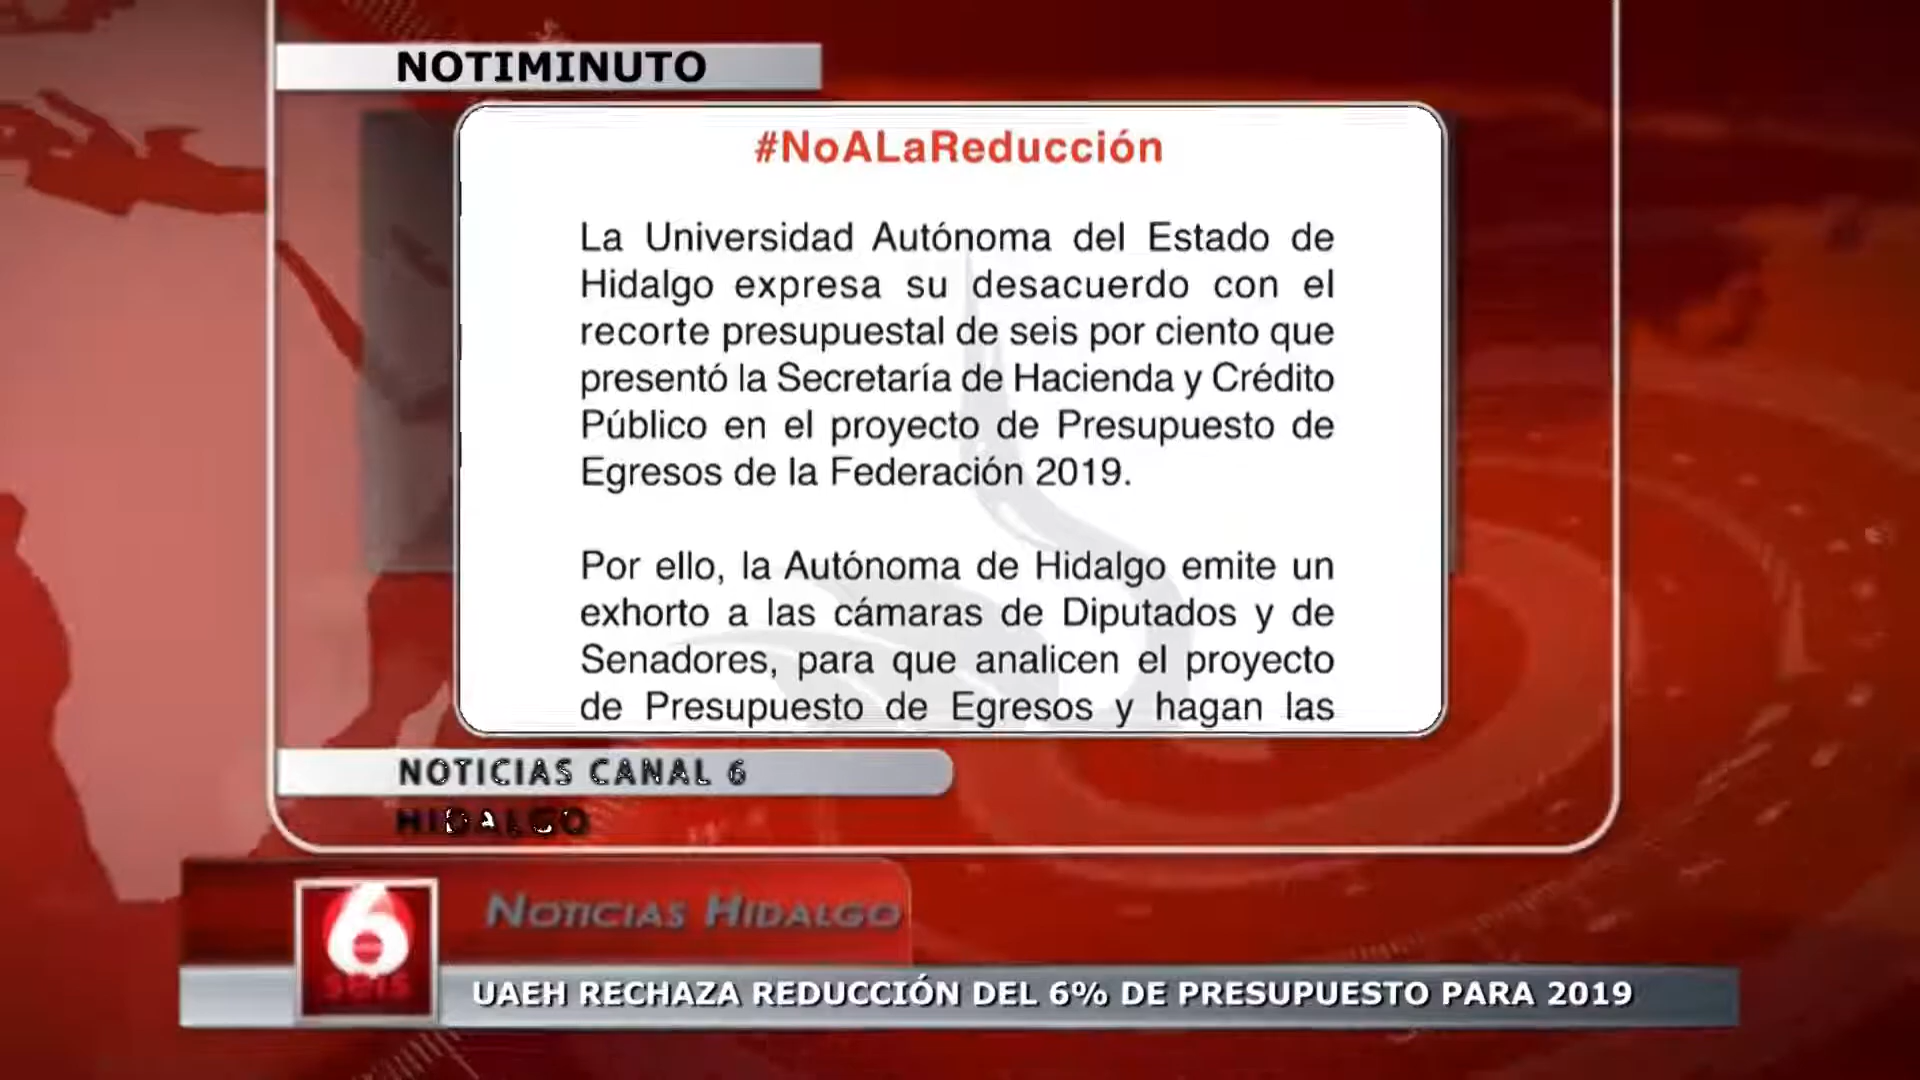 NOTIMINUTO
#NoALaReducción
La Universidad Autónoma del Estado de
Hidalgo expresa su desacuerdo con el
recorte presupuestal de seis por ciento que
presentó la Secretaría de Hacienda y Crédito
Público en el proyecto de Presupuesto de
Egresos de la Federación 2019.
Por ello, la Autónoma de Hidalgo emite un
exhorto a las cámaras de Diputados y de
Senadores, para que analicen el proyecto
de Presupuesto de Egresos y hagan las
NOTICIAS CANAL 6
HIDALGO
6
seis
NOTICIAS HIDALGO
UAEH RECHAZA REDUCCIÓN DEL 6% DE PRESUPUESTO PARA 2019